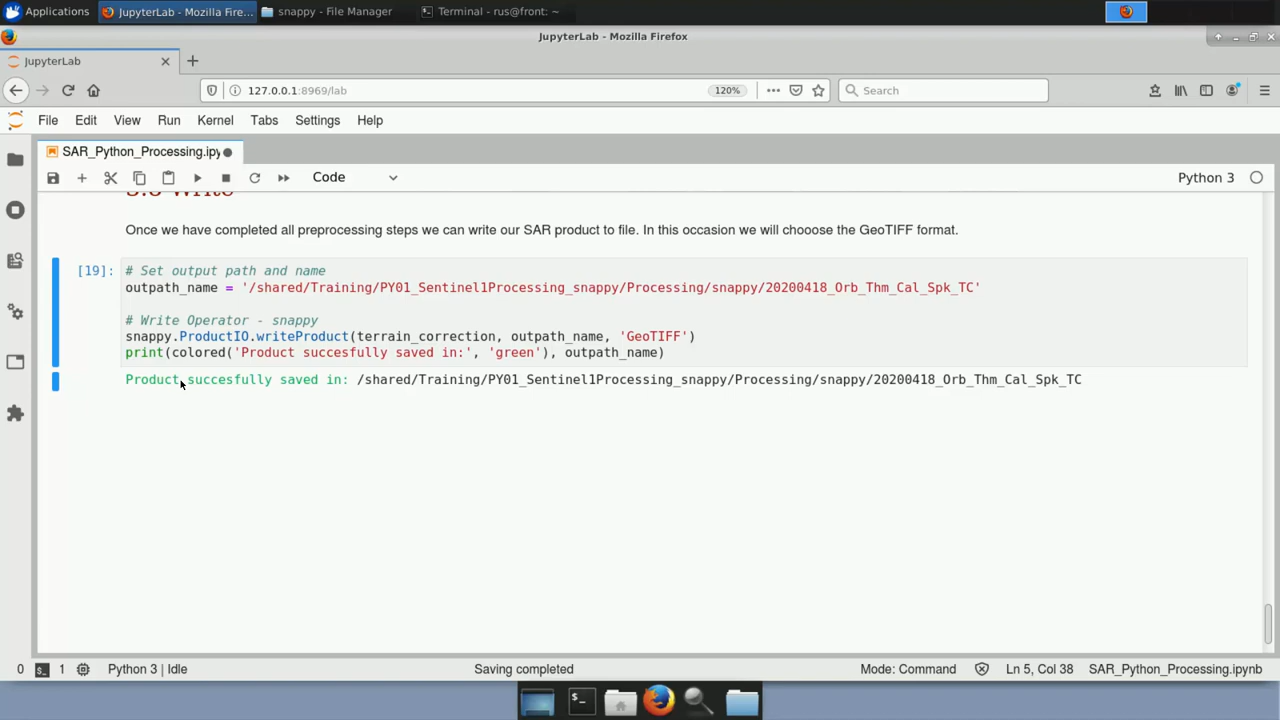 Applications
JupyterLab - Mozilla Fire...
snappy - File Manager
Terminal - rus@front: ~
JupyterLab - Mozilla Firefox
JupyterLab
127.0.0.1:8969/lab
120%
Search
File Edit View Run Kernel Tabs Settings Help
SAR_Python_Processing.ipy
Code
Python 3
Write
Once we have completed all preprocessing steps we can write our SAR product to file. In this occasion we will chooose the GeoTIFF format.
[19]:
# Set output path and name
outpath_name = '/shared/Training/PY01_Sentinel1Processing_snappy/Processing/snappy/20200418_Orb_Thm_Cal_Spk_TC'
# Write Operator - snappy
snappy.ProductIO.writeProduct(terrain_correction, outpath_name, 'GeoTIFF')
print(colored('Product succesfully saved in:', 'green'), outpath_name)
Product succesfully saved in: /shared/Training/PY01_Sentinel1Processing_snappy/Processing/snappy/20200418_Orb_Thm_Cal_Spk_TC
0 $_ 1 Python 3 | Idle Saving completed Mode: Command Ln 5, Col 38 SAR_Python_Processing.ipynb